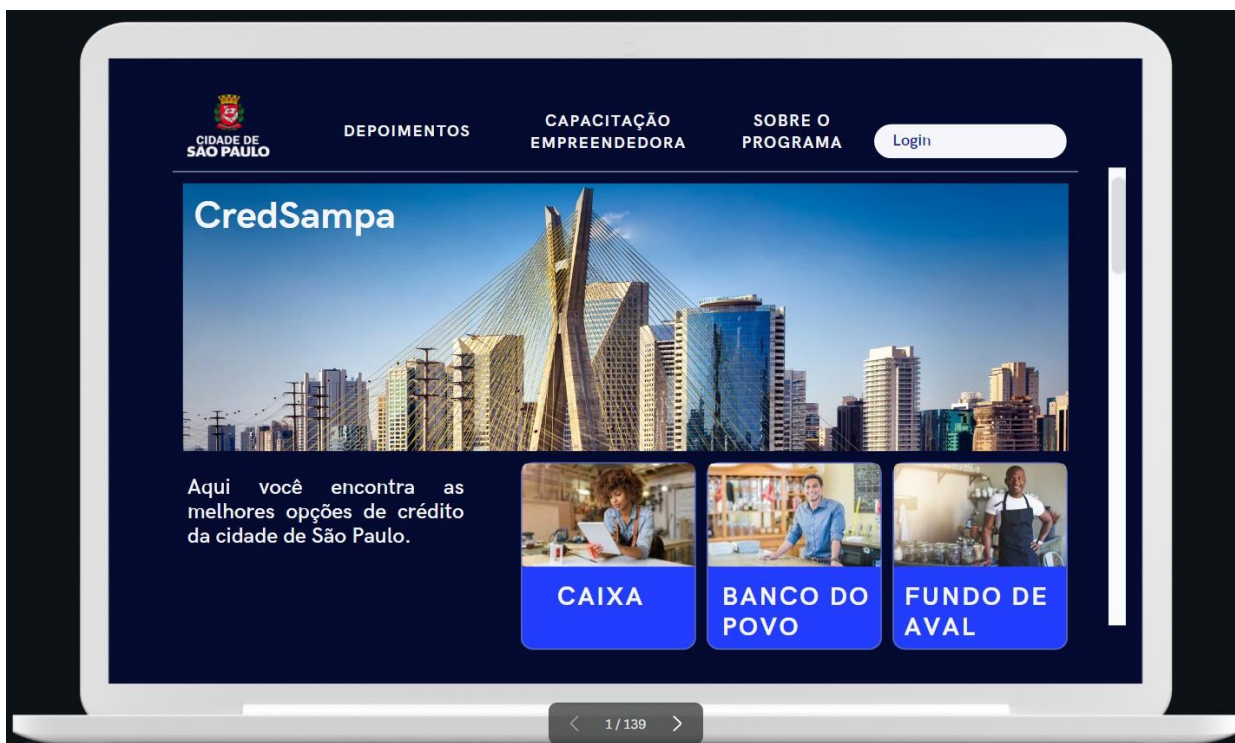 CIDADE DE
SÃO PAULO
DEPOIMENTOS
CAPACITAÇÃO
EMPREENDEDORA
SOBRE O
PROGRAMA
Login
CredSampa
Aqui você encontra as
melhores opções de crédito
da cidade de São Paulo.
CAIXA
BANCO DO
POVO
FUNDO DE
AVAL
1 / 139